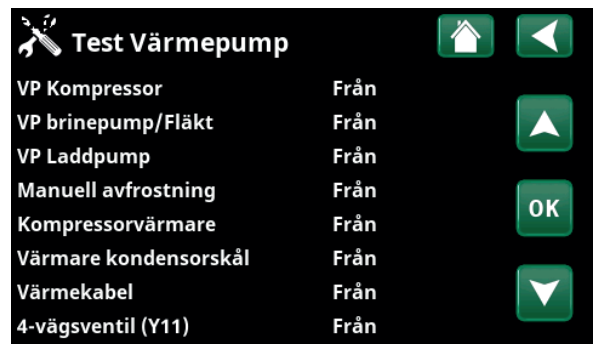 Test Värmepump
VP Kompressor Från
VP brinepump/Fläkt Från
VP Laddpump Från
Manuell avfrostning Från
OK
Kompressorvärmare Från
Värmare kondensorskål Från
Värmekabel Från
4-vägsventil (Y11) Från